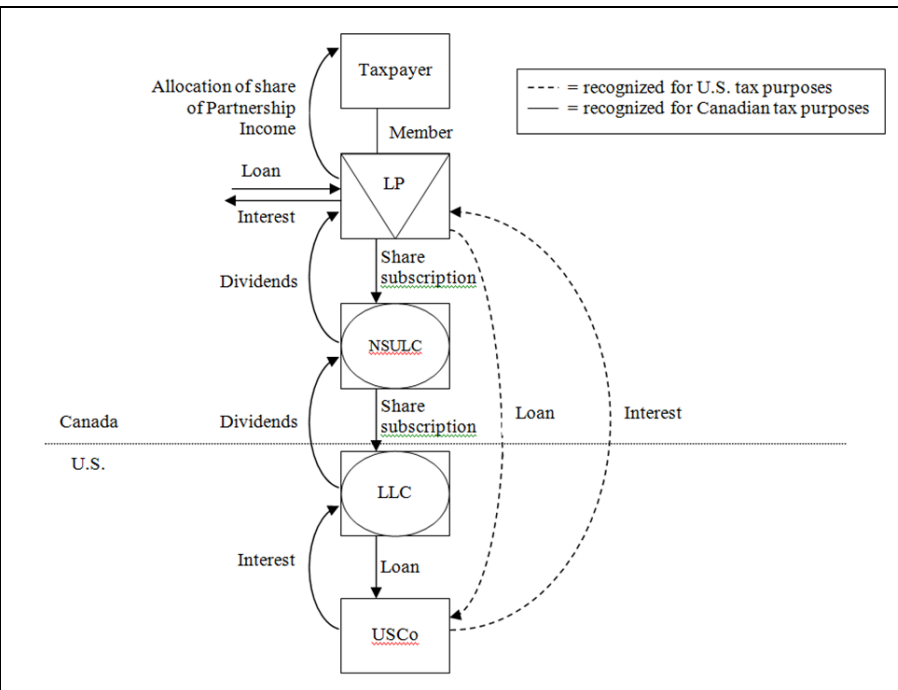 Taxpayer
Allocation of share
of Partnership
Income
---- = recognized for U.S. tax purposes
— = recognized for Canadian tax purposes
Member
Loan
LP
Interest
Share
subscription
Dividends
NSULC
Share
subscription
Dividends
Loan
Interest
Canada
U.S.
LLC
Interest
Loan
USCo